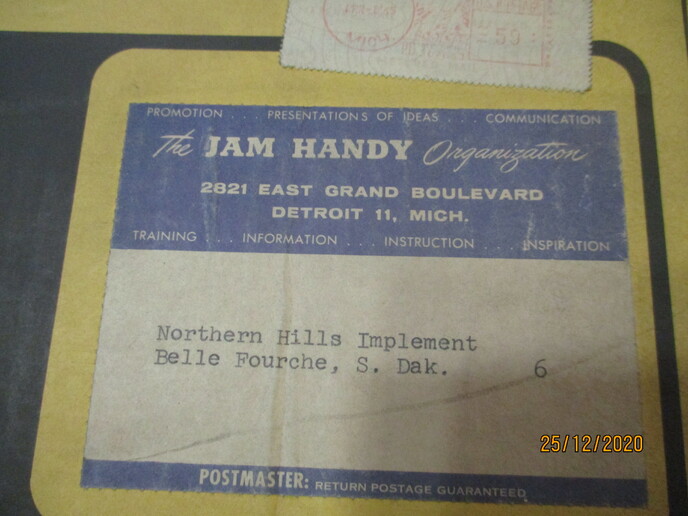 50
PROMOTION . . . PRESENTATIONS OF IDEAS . . . COMMUNICATION
The JAM HANDY Organization
2821 EAST GRAND BOULEVARD
DETROIT 11, MICH.
TRAINING . . . INFORMATION . . . INSTRUCTION . . . INSPIRATION
Northern Hills Implement
Belle Fourche, S. Dak. 6
25/12/2020
POSTMASTER: RETURN POSTAGE GUARANTEED